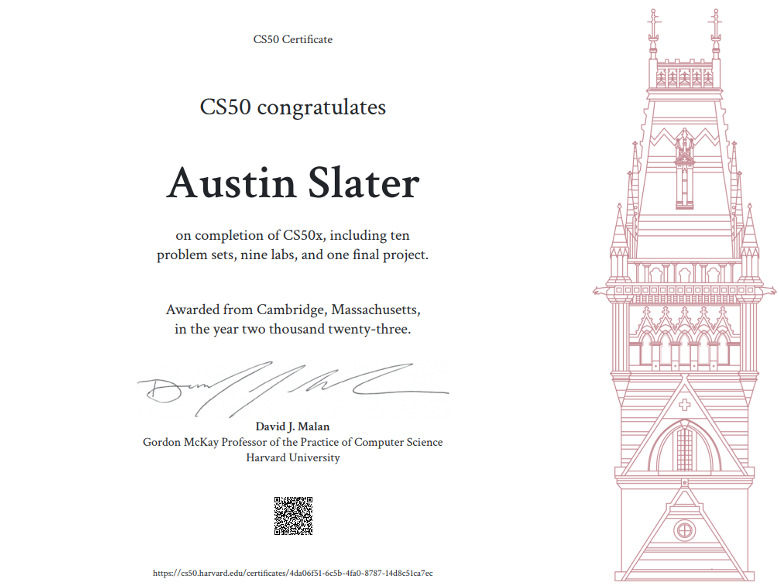 CS50 Certificate
CS50 congratulates
Austin Slater
on completion of CS50x, including ten
problem sets, nine labs, and one final project.
Awarded from Cambridge, Massachusetts,
in the year two thousand twenty-three.
David J. Malan
Gordon McKay Professor of the Practice of Computer Science
Harvard University
https://cs50.harvard.edu/certificates/4da06f51-6c5b-4fa0-8787-14d8c51ca7ec